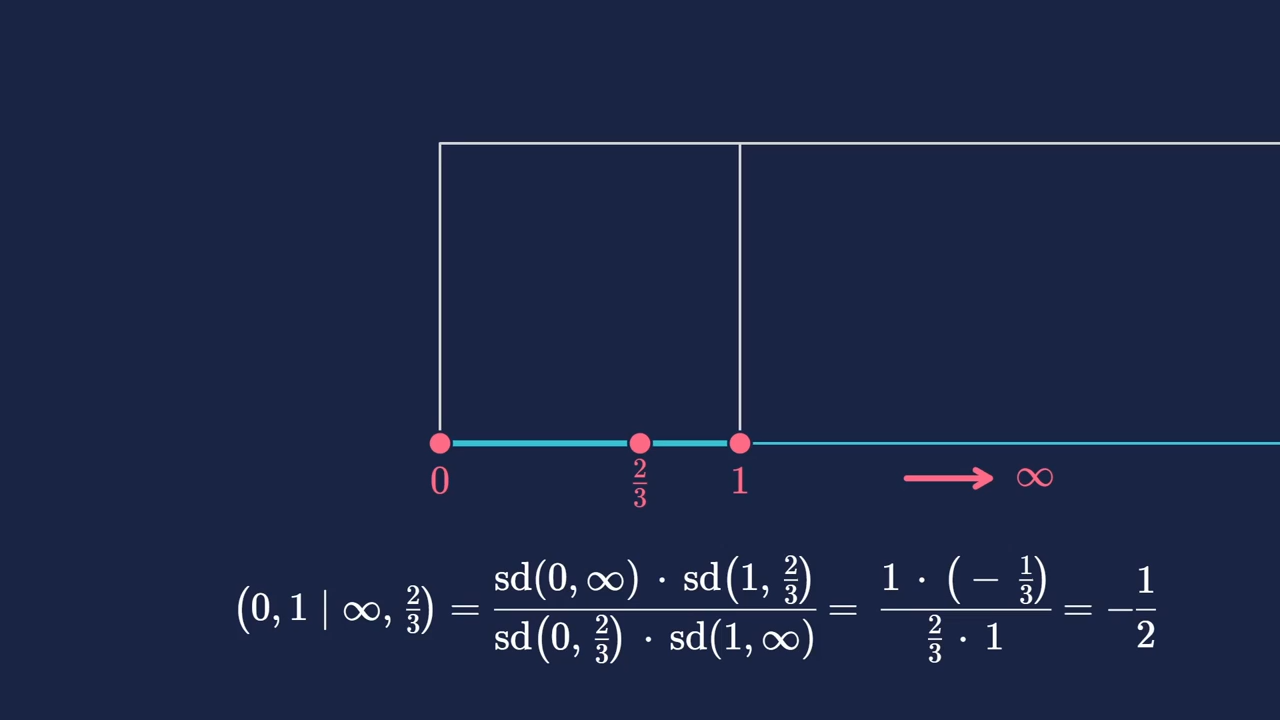 0 2/3 1 → ∞
(0, 1 | ∞, 2/3) = (sd(0, ∞) · sd(1, 2/3)) / (sd(0, 2/3) · sd(1, ∞)) = (1 · (− 1/3)) / (2/3 · 1) = −1/2